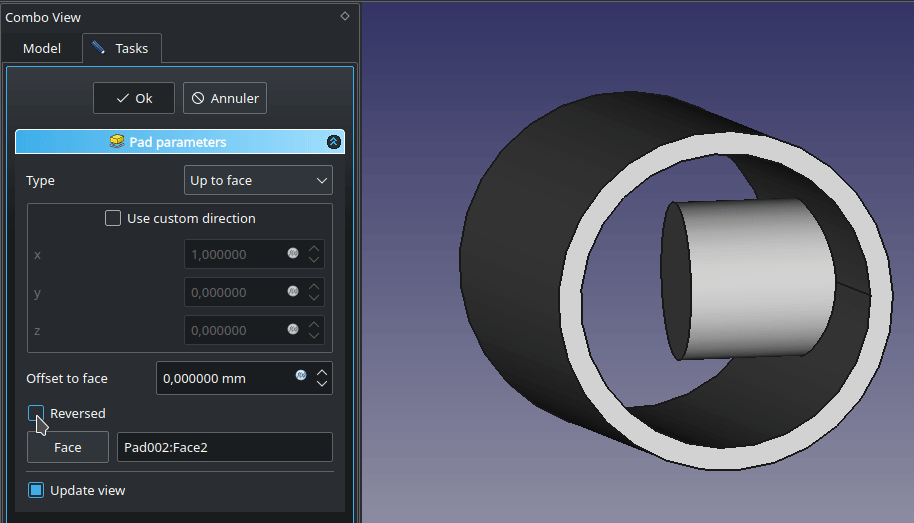 Combo View
Model
Tasks
Ok
Annuler
Pad parameters
Type
Up to face
Use custom direction
x
1,000000
y
0,000000
z
0,000000
Offset to face
0,000000 mm
Reversed
Face
Pad002:Face2
Update view